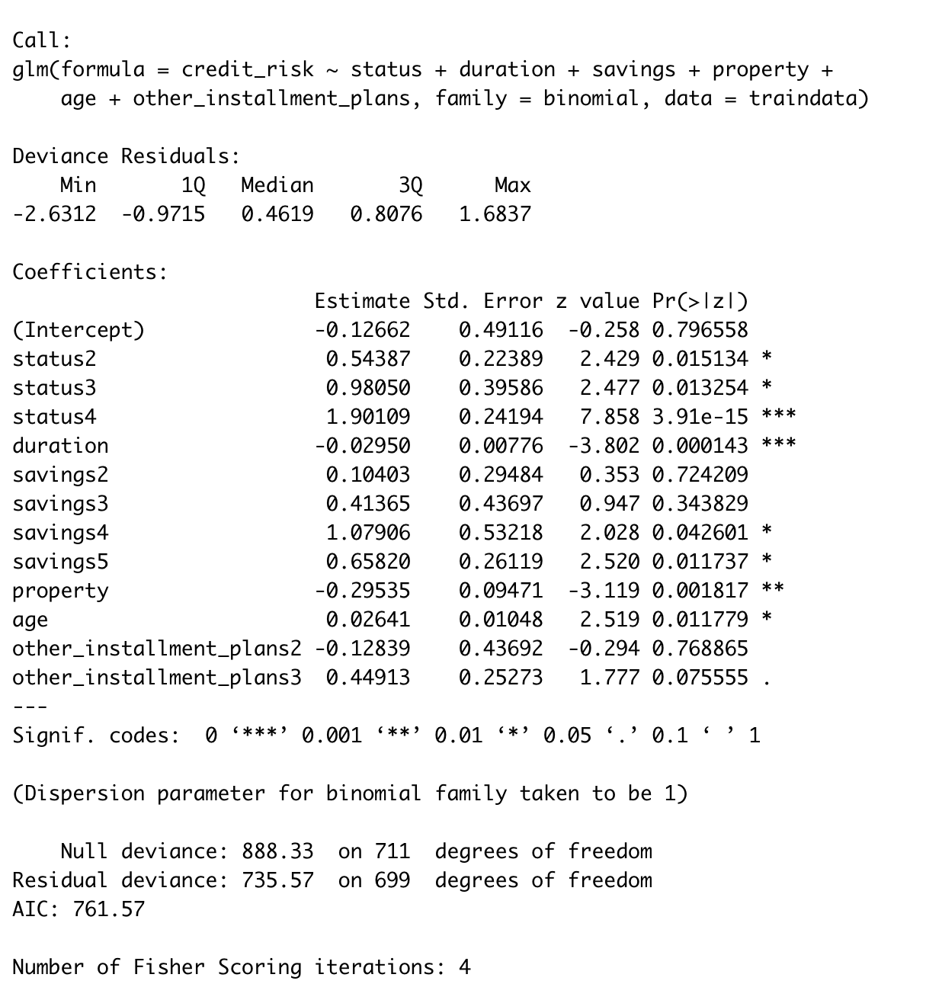 Call:
glm(formula = credit_risk ~ status + duration + savings + property +
    age + other_installment_plans, family = binomial, data = traindata)

Deviance Residuals:
    Min       1Q   Median       3Q      Max
-2.6312  -0.9715   0.4619   0.8076   1.6837

Coefficients:
                         Estimate Std. Error z value Pr(>|z|)
(Intercept)              -0.12662    0.49116  -0.258 0.796558
status2                   0.54387    0.22389   2.429 0.015134 *
status3                   0.98050    0.39586   2.477 0.013254 *
status4                   1.90109    0.24194   7.858 3.91e-15 ***
duration                 -0.02950    0.00776  -3.802 0.000143 ***
savings2                  0.10403    0.29484   0.353 0.724209
savings3                  0.41365    0.43697   0.947 0.343829
savings4                  1.07906    0.53218   2.028 0.042601 *
savings5                  0.65820    0.26119   2.520 0.011737 *
property                 -0.29535    0.09471  -3.119 0.001817 **
age                       0.02641    0.01048   2.519 0.011779 *
other_installment_plans2 -0.12839    0.43692  -0.294 0.768865
other_installment_plans3  0.44913    0.25273   1.777 0.075555 .
---
Signif. codes:  0 ‘***’ 0.001 ‘**’ 0.01 ‘*’ 0.05 ‘.’ 0.1 ‘ ’ 1

(Dispersion parameter for binomial family taken to be 1)

    Null deviance: 888.33  on 711  degrees of freedom
Residual deviance: 735.57  on 699  degrees of freedom
AIC: 761.57

Number of Fisher Scoring iterations: 4